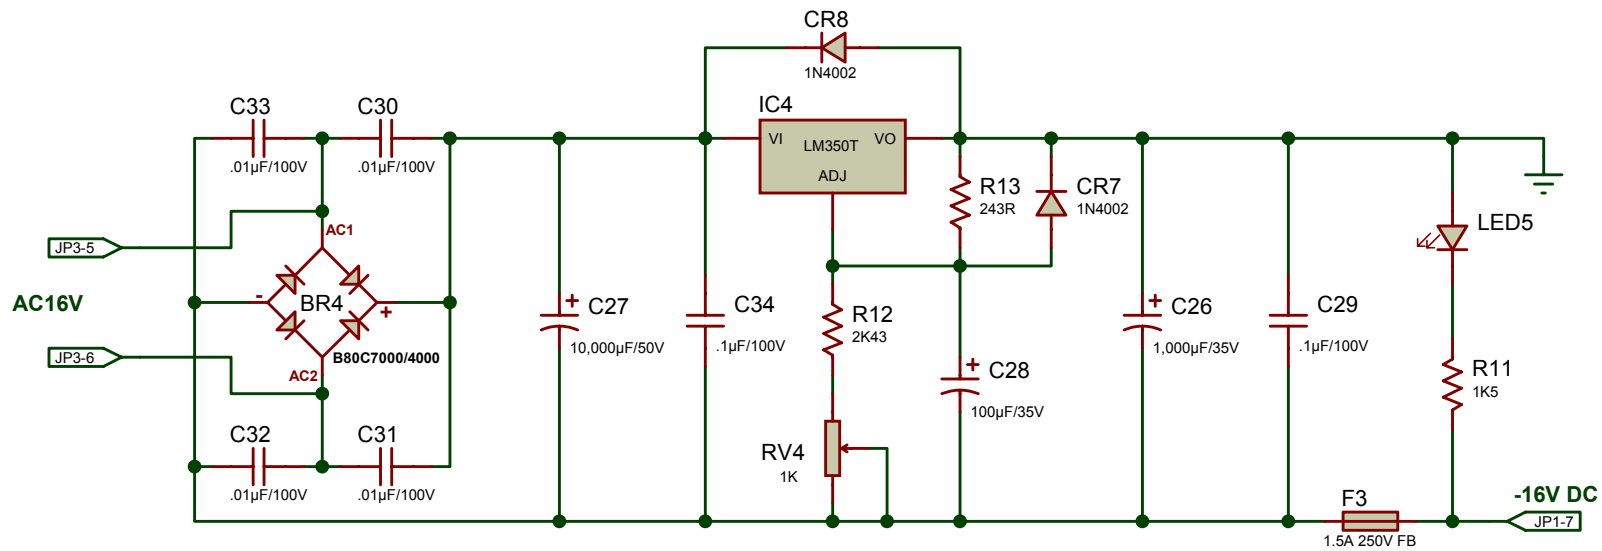 CR8
1N4002
C33
C30
.01µF/100V
.01µF/100V
IC4
VI
LM350T
VO
ADJ
R13
243R
CR7
1N4002
JP3-5
AC1
LED5
AC16V
-
BR4
+
+
C27
10,000µF/50V
C34
.1µF/100V
R12
2K43
+
C26
1,000µF/35V
C29
.1µF/100V
JP3-6
B80C7000/4000
AC2
+
C28
100µF/35V
R11
1K5
C32
C31
.01µF/100V
.01µF/100V
RV4
1K
F3
1.5A 250V FB
-16V DC
JP1-7